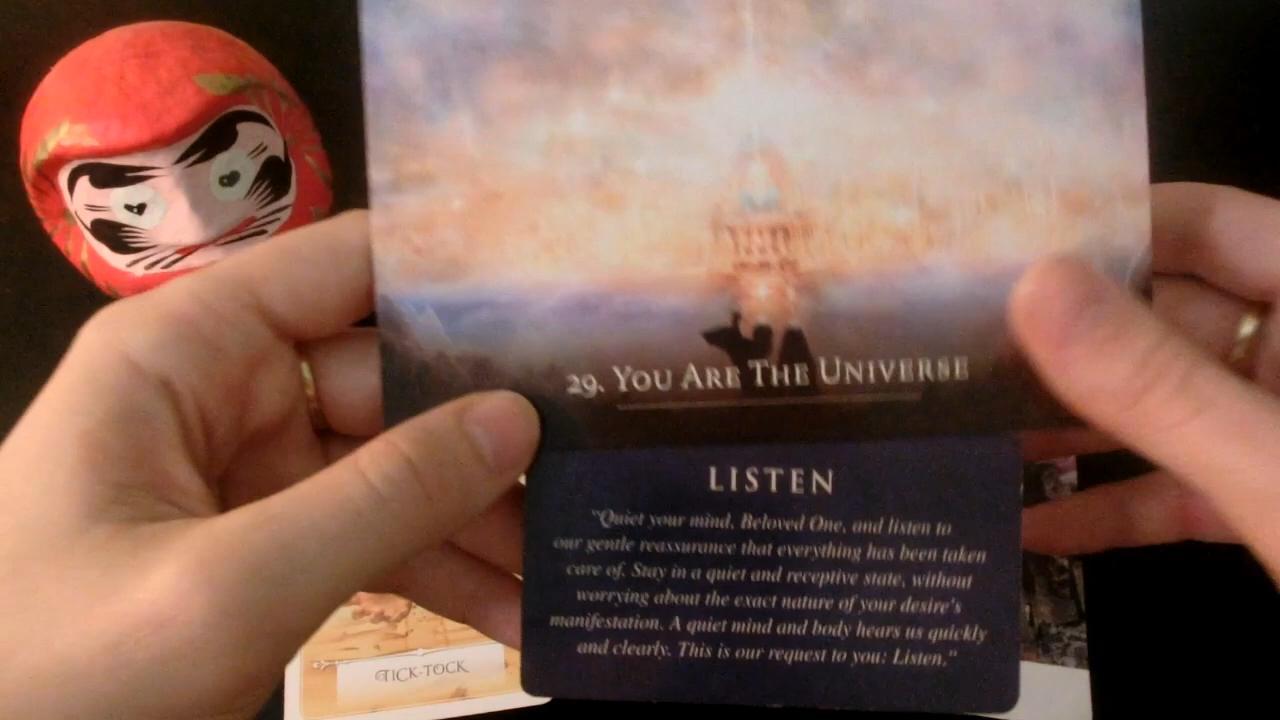 29. YOU ARE THE UNIVERSE
LISTEN
"Quiet your mind, Beloved One, and listen to
our gentle reassurance that everything has been taken
care of. Stay in a quiet and receptive state, without
worrying about the exact nature of your desire's
manifestation. A quiet mind and body hears us quickly
and clearly. This is our request to you: Listen."
TICK-TOCK